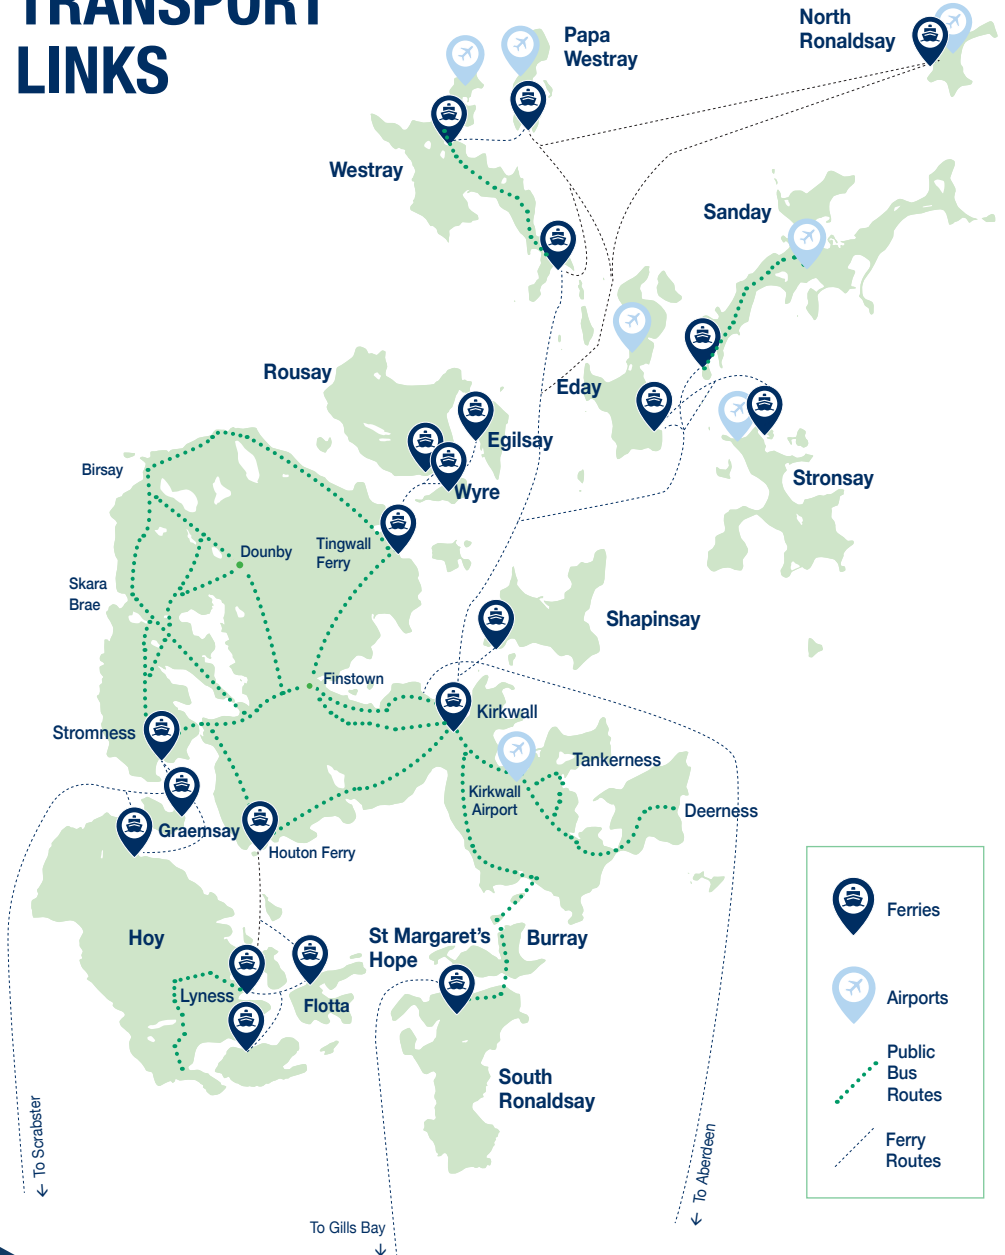 TRANSPORT
LINKS
Papa
Westray
North
Ronaldsay
Westray
Sanday
Rousay
Eday
Egilsay
Wyre
Stronsay
Birsay
Tingwall
Ferry
Dounby
Skara
Brae
Shapinsay
Finstown
Kirkwall
Stromness
Tankerness
Kirkwall
Airport
Deerness
Graemsay
Houton Ferry
Hoy
St Margaret's
Hope
Burray
Lyness
Flotta
South
Ronaldsay
Ferries
Airports
Public
Bus
Routes
Ferry
Routes
← To Scrabster
To Gills Bay
↓
← To Aberdeen